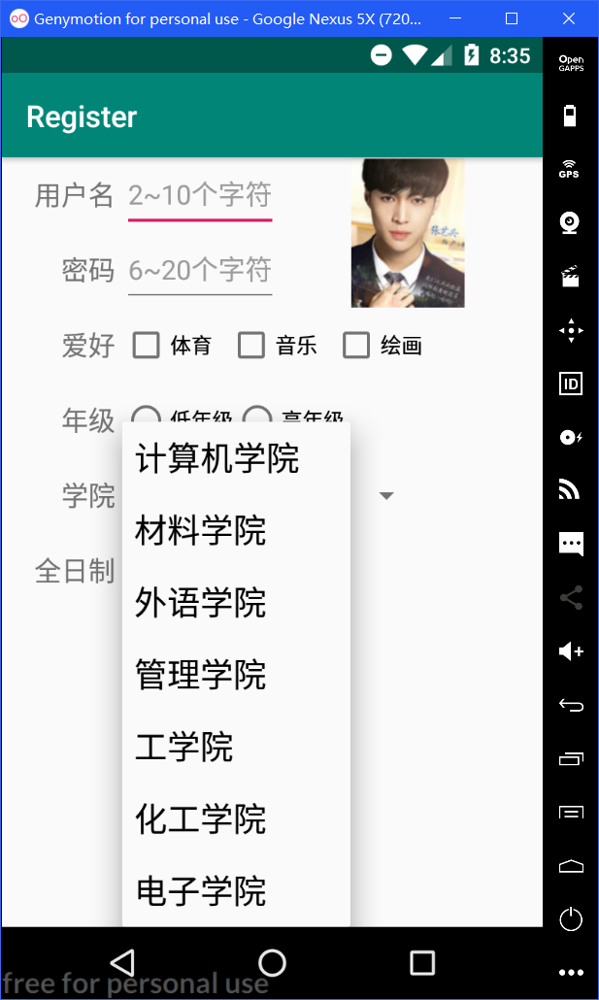 Genymotion for personal use - Google Nexus 5X (720...
8:35
Open
GAPPS
Register
GPS
用户名 2~10个字符
张艺兴
密码 6~20个字符
爱好 体育 音乐 绘画
ID
年级 低年级 高年级
计算机学院
学院
材料学院
全日制
外语学院
管理学院
工学院
化工学院
电子学院
free for personal use